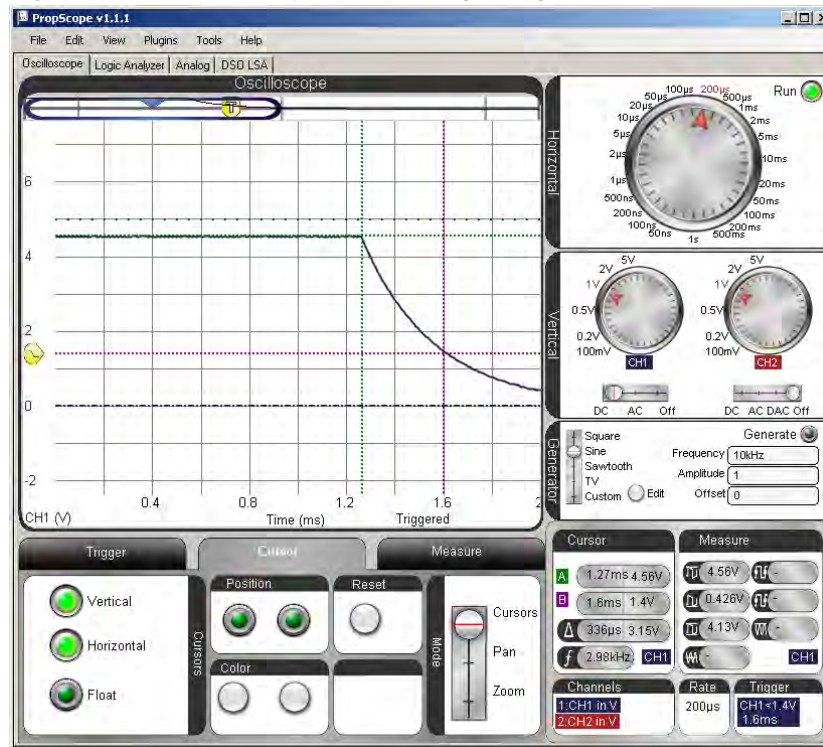 PropScope v1.1.1
File Edit View Plugins Tools Help
Oscilloscope Logic Analyzer Analog DSO LSA
Oscilloscope
T
6
4
2
0
-2
0.4 0.8 1.2 1.6 2
CH1 (V) Time (ms) Triggered
Horizontal
Run
50ns 100ns 200ns 500ns 1µs 2µs 5µs 10µs 20µs 50µs 100µs 200µs 500µs 1ms 2ms 5ms 10ms 20ms 50ms 100ms 200ms 500ms 1s
Vertical
100mV 0.2V 0.5V 1V 2V 5V
CH1
DC AC Off
100mV 0.2V 0.5V 1V 2V 5V
CH2
DC AC DAC Off
Generator
Square
Sine
Sawtooth
TV
Custom Edit
Generate
Frequency 10kHz
Amplitude 1
Offset 0
Trigger Cursor Measure
Vertical
Horizontal
Float
Cursors
Position
Reset
Color
Mode
Cursors
Pan
Zoom
Cursor
A 1.27ms 4.56V
B 1.6ms 1.4V
Δ 336µs 3.15V
f 2.98kHz CH1
Measure
4.56V -
0.426V -
4.13V -
- CH1
Channels
1:CH1 in V
2:CH2 in V
Rate
200µs
Trigger
CH1<1.4V
1.6ms